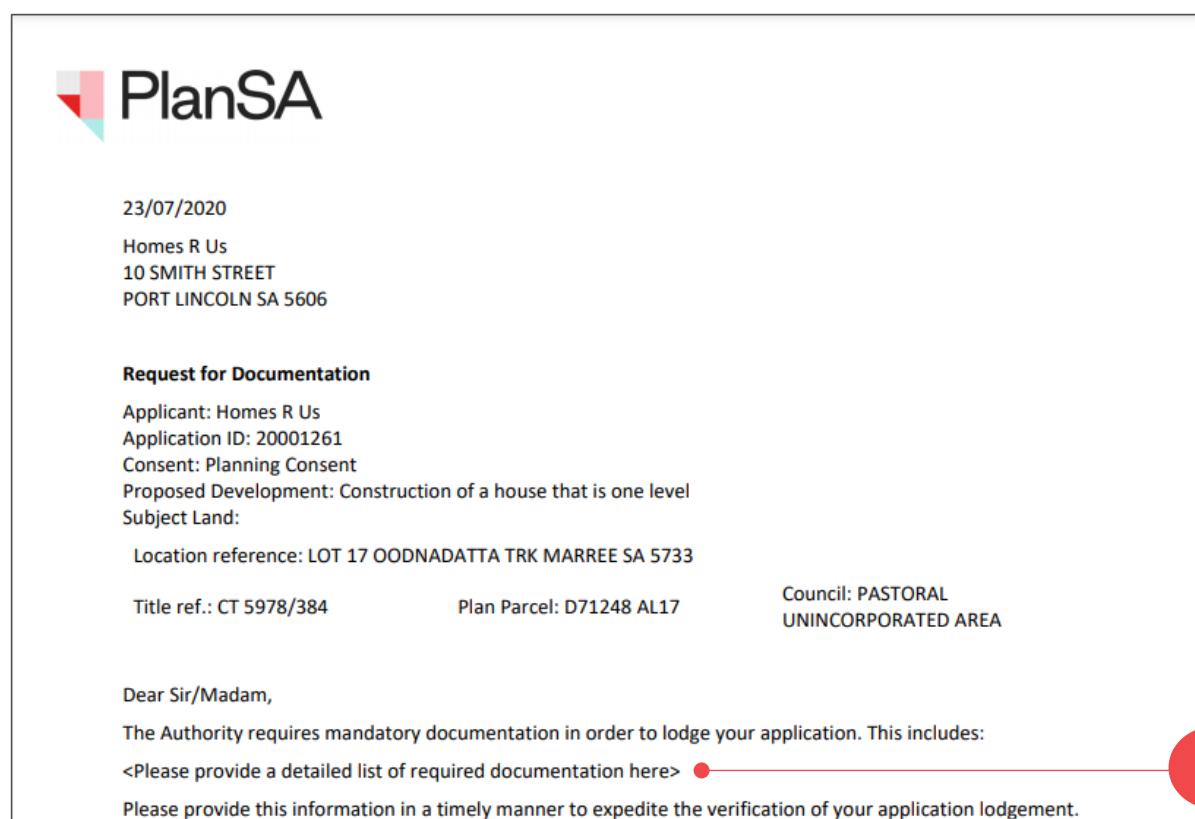 PlanSA
23/07/2020
Homes R Us
10 SMITH STREET
PORT LINCOLN SA 5606
Request for Documentation
Applicant: Homes R Us
Application ID: 20001261
Consent: Planning Consent
Proposed Development: Construction of a house that is one level
Subject Land:
Location reference: LOT 17 OODNADATTA TRK MARREE SA 5733
Title ref.: CT 5978/384 Plan Parcel: D71248 AL17 Council: PASTORAL
UNINCORPORATED AREA
Dear Sir/Madam,
The Authority requires mandatory documentation in order to lodge your application. This includes:
<Please provide a detailed list of required documentation here>
Please provide this information in a timely manner to expedite the verification of your application lodgement.